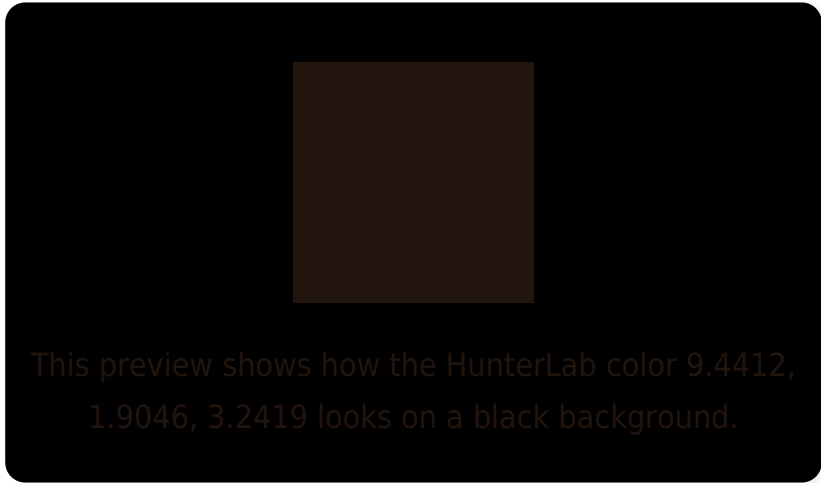 This preview shows how the HunterLab color 9.4412,
1.9046, 3.2419 looks on a black background.